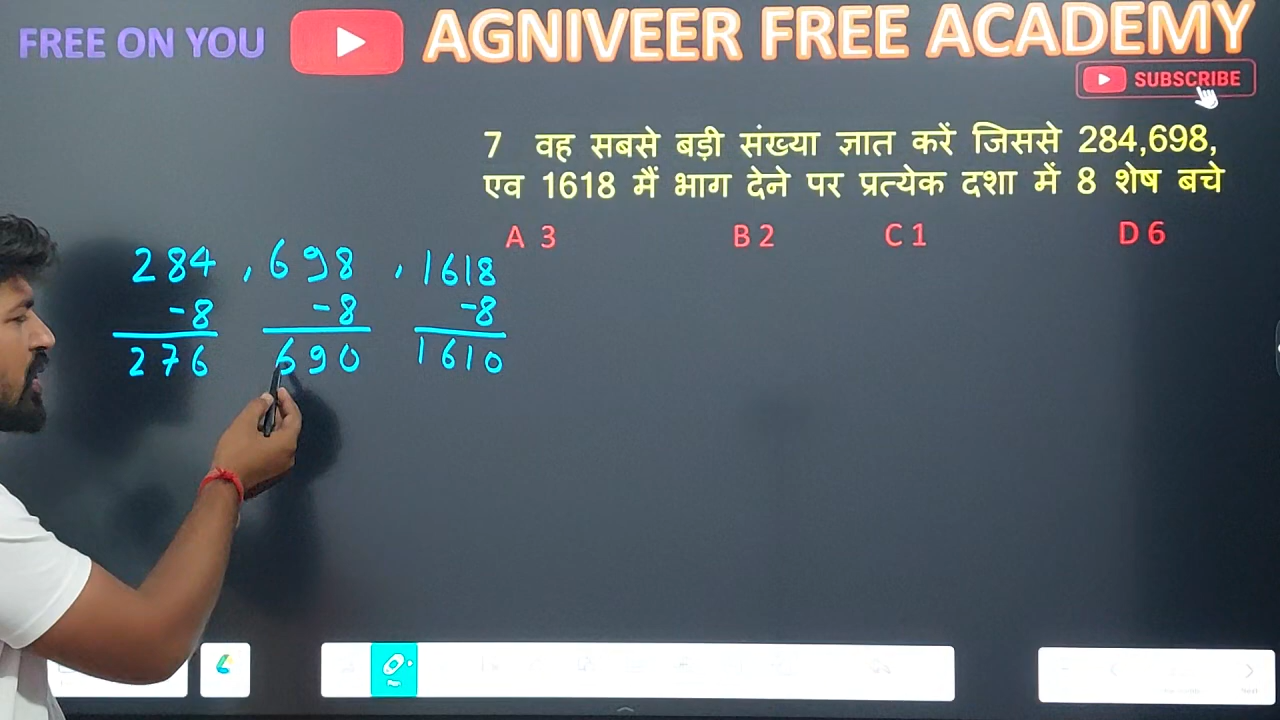 FREE ON YOU AGNIVEER FREE ACADEMY
SUBSCRIBE
7 वह सबसे बड़ी संख्या ज्ञात करें जिससे 284,698,
एव 1618 मैं भाग देने पर प्रत्येक दशा में 8 शेष बचे
A 3 B 2 C 1 D 6
284 , 698 , 1618
-8 -8 -8
276 690 1610